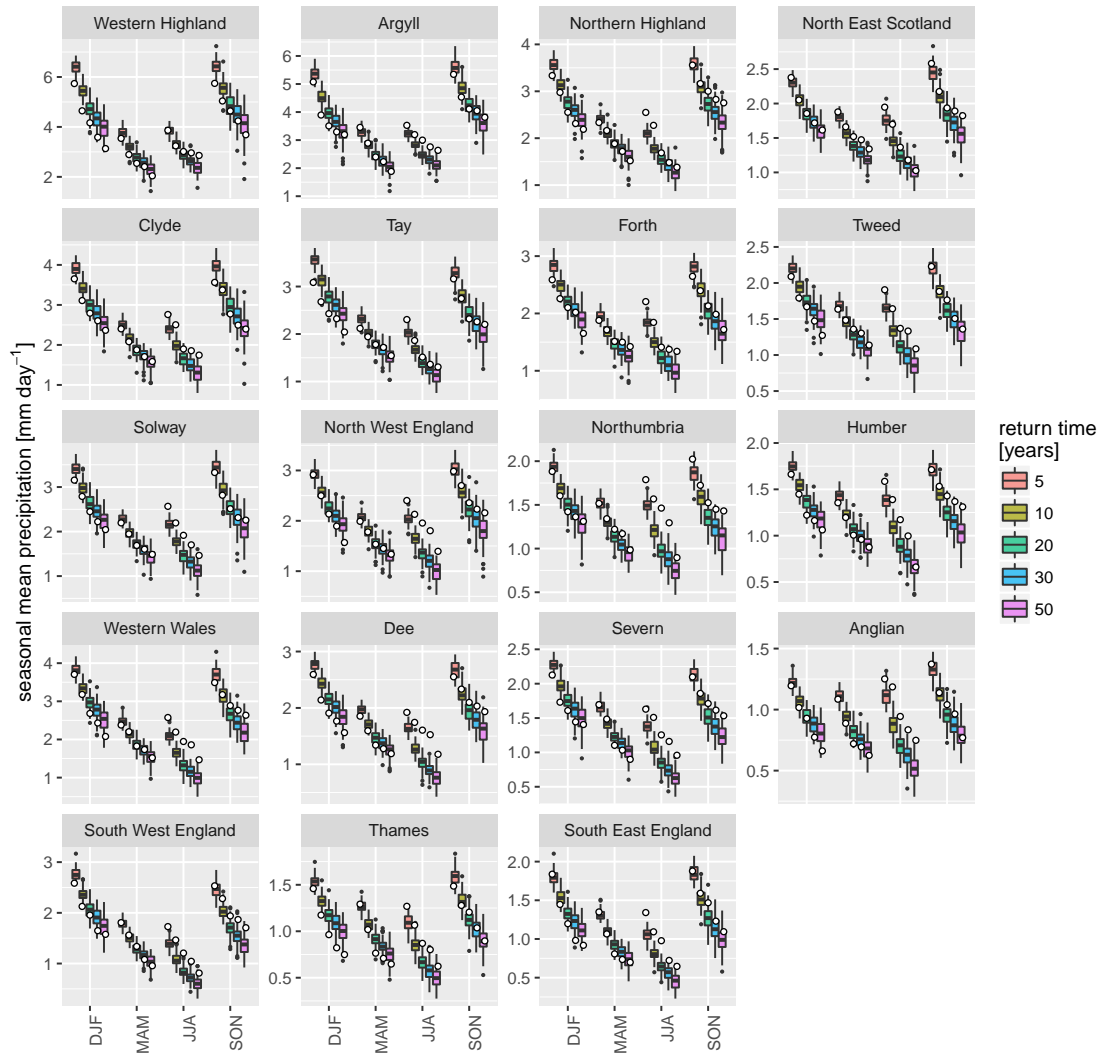 Western Highland
Argyll
Northern Highland
North East Scotland
6
4
2
6
5
4
3
2
1
4
3
2
1
2.5
2.0
1.5
1.0
Clyde
Tay
Forth
Tweed
4
3
2
1
3
2
1
3
2
1
2.5
2.0
1.5
1.0
0.5
Solway
North West England
Northumbria
Humber
4
3
2
1
3
2
1
2.0
1.5
1.0
0.5
2.0
1.5
1.0
0.5
Western Wales
Dee
Severn
Anglian
4
3
2
1
3
2
1
2.5
2.0
1.5
1.0
0.5
1.5
1.0
0.5
South West England
Thames
South East England
3
2
1
1.5
1.0
0.5
2.0
1.5
1.0
0.5
DJF
MAM
JJA
SON
DJF
MAM
JJA
SON
DJF
MAM
JJA
SON
DJF
MAM
JJA
SON
seasonal mean precipitation [mm day⁻¹]
return time
[years]
5
10
20
30
50